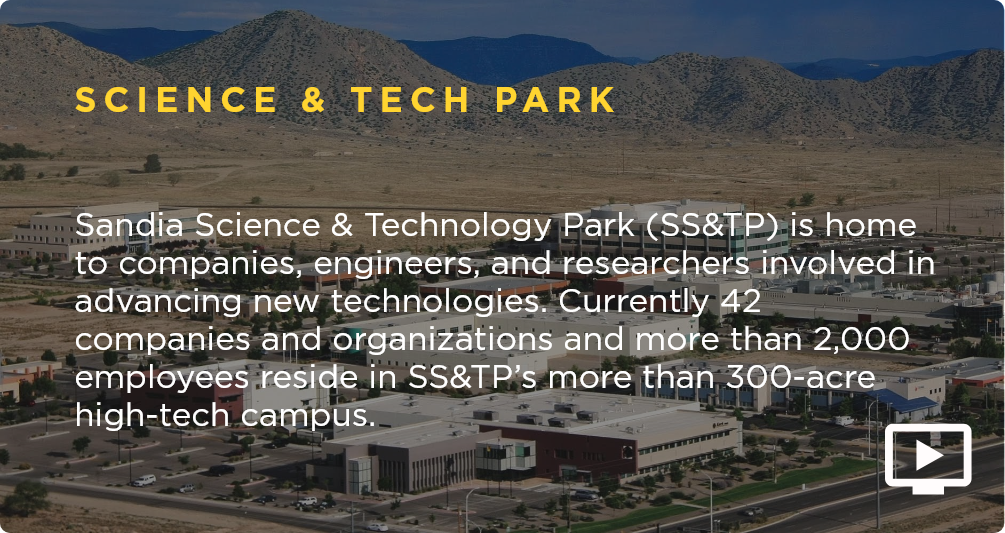 SCIENCE & TECH PARK
Sandia Science & Technology Park (SS&TP) is home
to companies, engineers, and researchers involved in
advancing new technologies. Currently 42
companies and organizations and more than 2,000
employees reside in SS&TP's more than 300-acre
high-tech campus.